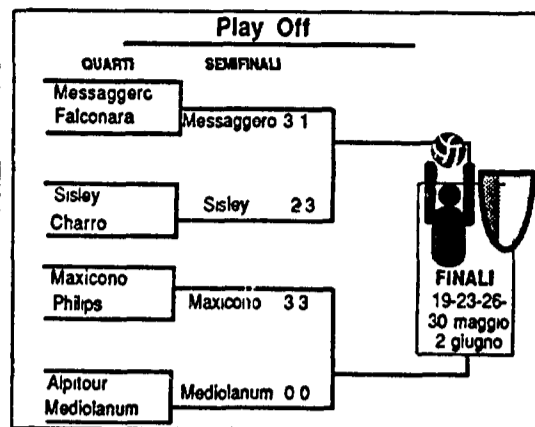 Play Off
QUARTI SEMIFINALI
Messaggero
Falconara
Messaggero 3 1
Sisley
Charro
Sisley 2 3
Maxicono
Philips
Maxicono 3 3
Alpitour
Mediolanum
Mediolanum 0 0
FINALI
19-23-26-
30 maggio
2 giugno